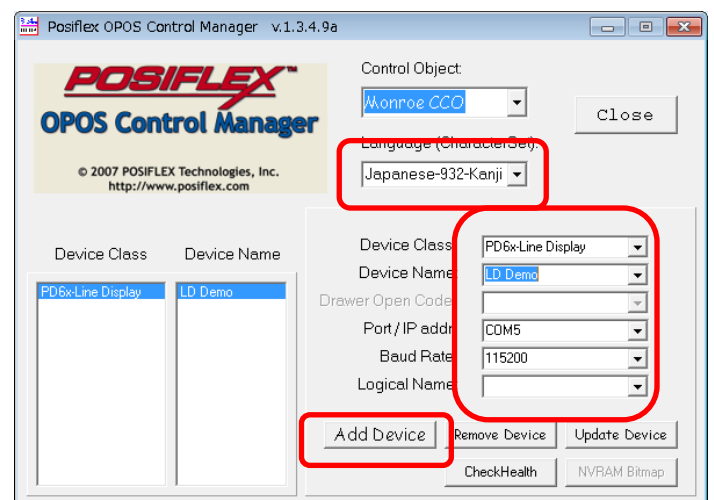 Posiflex OPOS Control Manager v.1.3.4.9a
POSIFLEX™
OPOS Control Manager
© 2007 POSIFLEX Technologies, Inc.
http://www.posiflex.com
Control Object:
Monroe CCO
Close
Language (CharacterSet):
Japanese-932-Kanji
Device Class
Device Name
PD6x-Line Display
LD Demo
Device Class
PD6x-Line Display
Device Name
LD Demo
Drawer Open Code
Port / IP addr
COM5
Baud Rate
115200
Logical Name
Add Device
Remove Device
Update Device
CheckHealth
NVRAM Bitmap